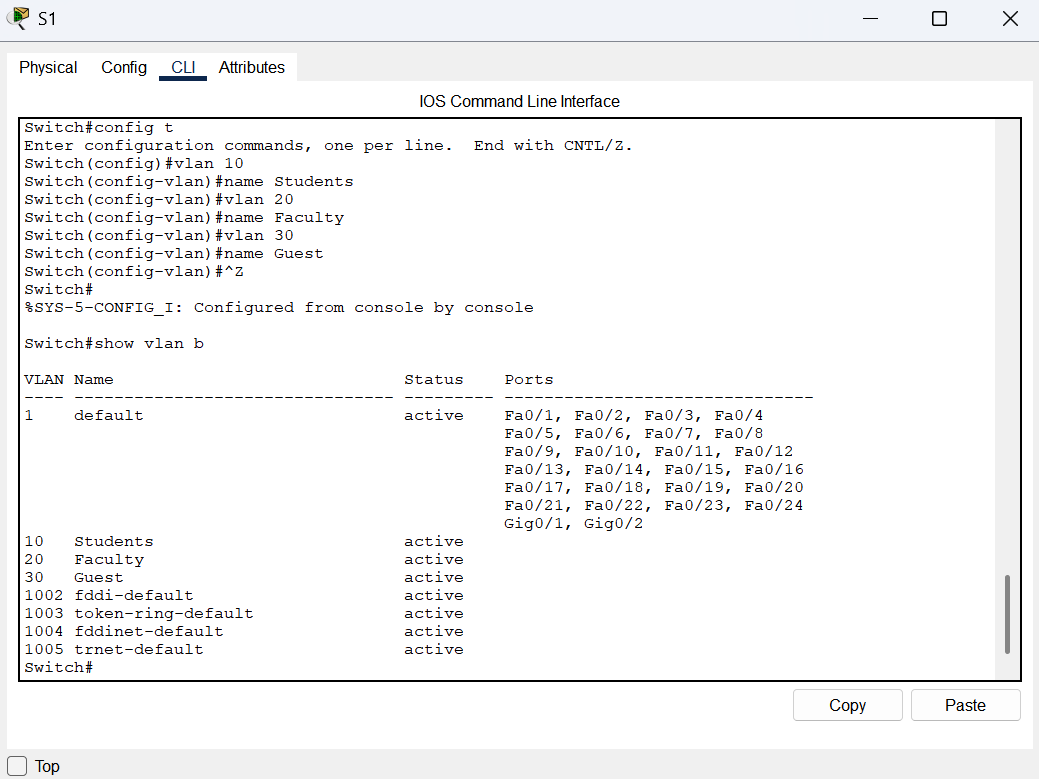 S1
Physical Config CLI Attributes
IOS Command Line Interface
Switch#config t
Enter configuration commands, one per line.  End with CNTL/Z.
Switch(config)#vlan 10
Switch(config-vlan)#name Students
Switch(config-vlan)#vlan 20
Switch(config-vlan)#name Faculty
Switch(config-vlan)#vlan 30
Switch(config-vlan)#name Guest
Switch(config-vlan)#^Z
Switch#
%SYS-5-CONFIG_I: Configured from console by console
Switch#show vlan b
VLAN Name                             Status    Ports
---- -------------------------------- --------- -------------------------------
1    default                          active    Fa0/1, Fa0/2, Fa0/3, Fa0/4
                                                Fa0/5, Fa0/6, Fa0/7, Fa0/8
                                                Fa0/9, Fa0/10, Fa0/11, Fa0/12
                                                Fa0/13, Fa0/14, Fa0/15, Fa0/16
                                                Fa0/17, Fa0/18, Fa0/19, Fa0/20
                                                Fa0/21, Fa0/22, Fa0/23, Fa0/24
                                                Gig0/1, Gig0/2
10   Students                         active
20   Faculty                          active
30   Guest                            active
1002 fddi-default                     active
1003 token-ring-default               active
1004 fddinet-default                  active
1005 trnet-default                    active
Switch#
Copy Paste
Top